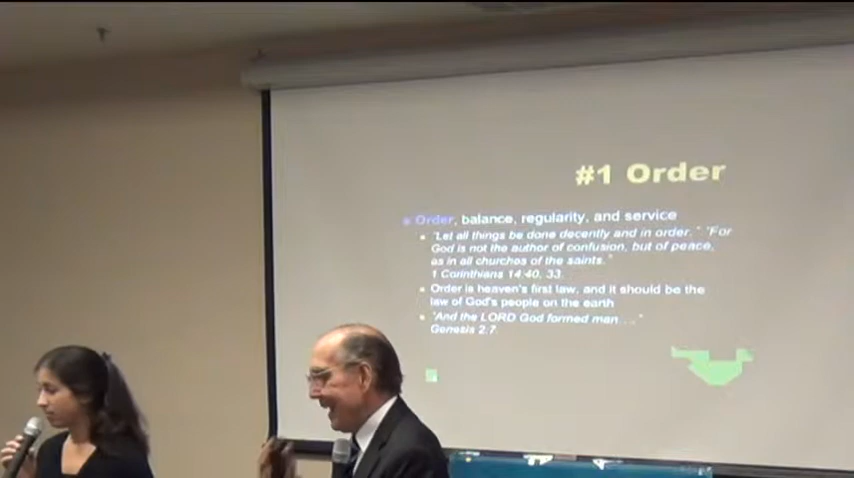 #1 Order
Order, balance, regularity, and service
"Let all things be done decently and in order." "For
God is not the author of confusion, but of peace,
as in all churches of the saints."
1 Corinthians 14:40, 33.
Order is heaven's first law, and it should be the
law of God's people on the earth
"And the LORD God formed man...."
Genesis 2:7.